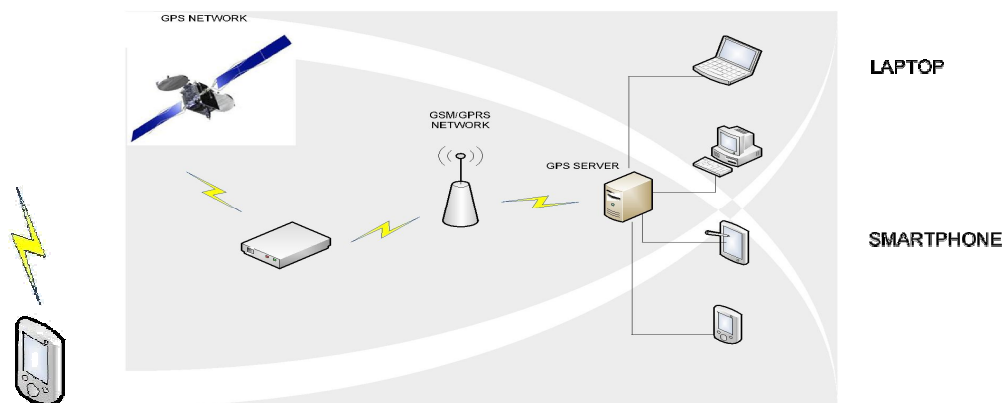 GPS NETWORK
GSM/GPRS
NETWORK
GPS SERVER
LAPTOP
SMARTPHONE